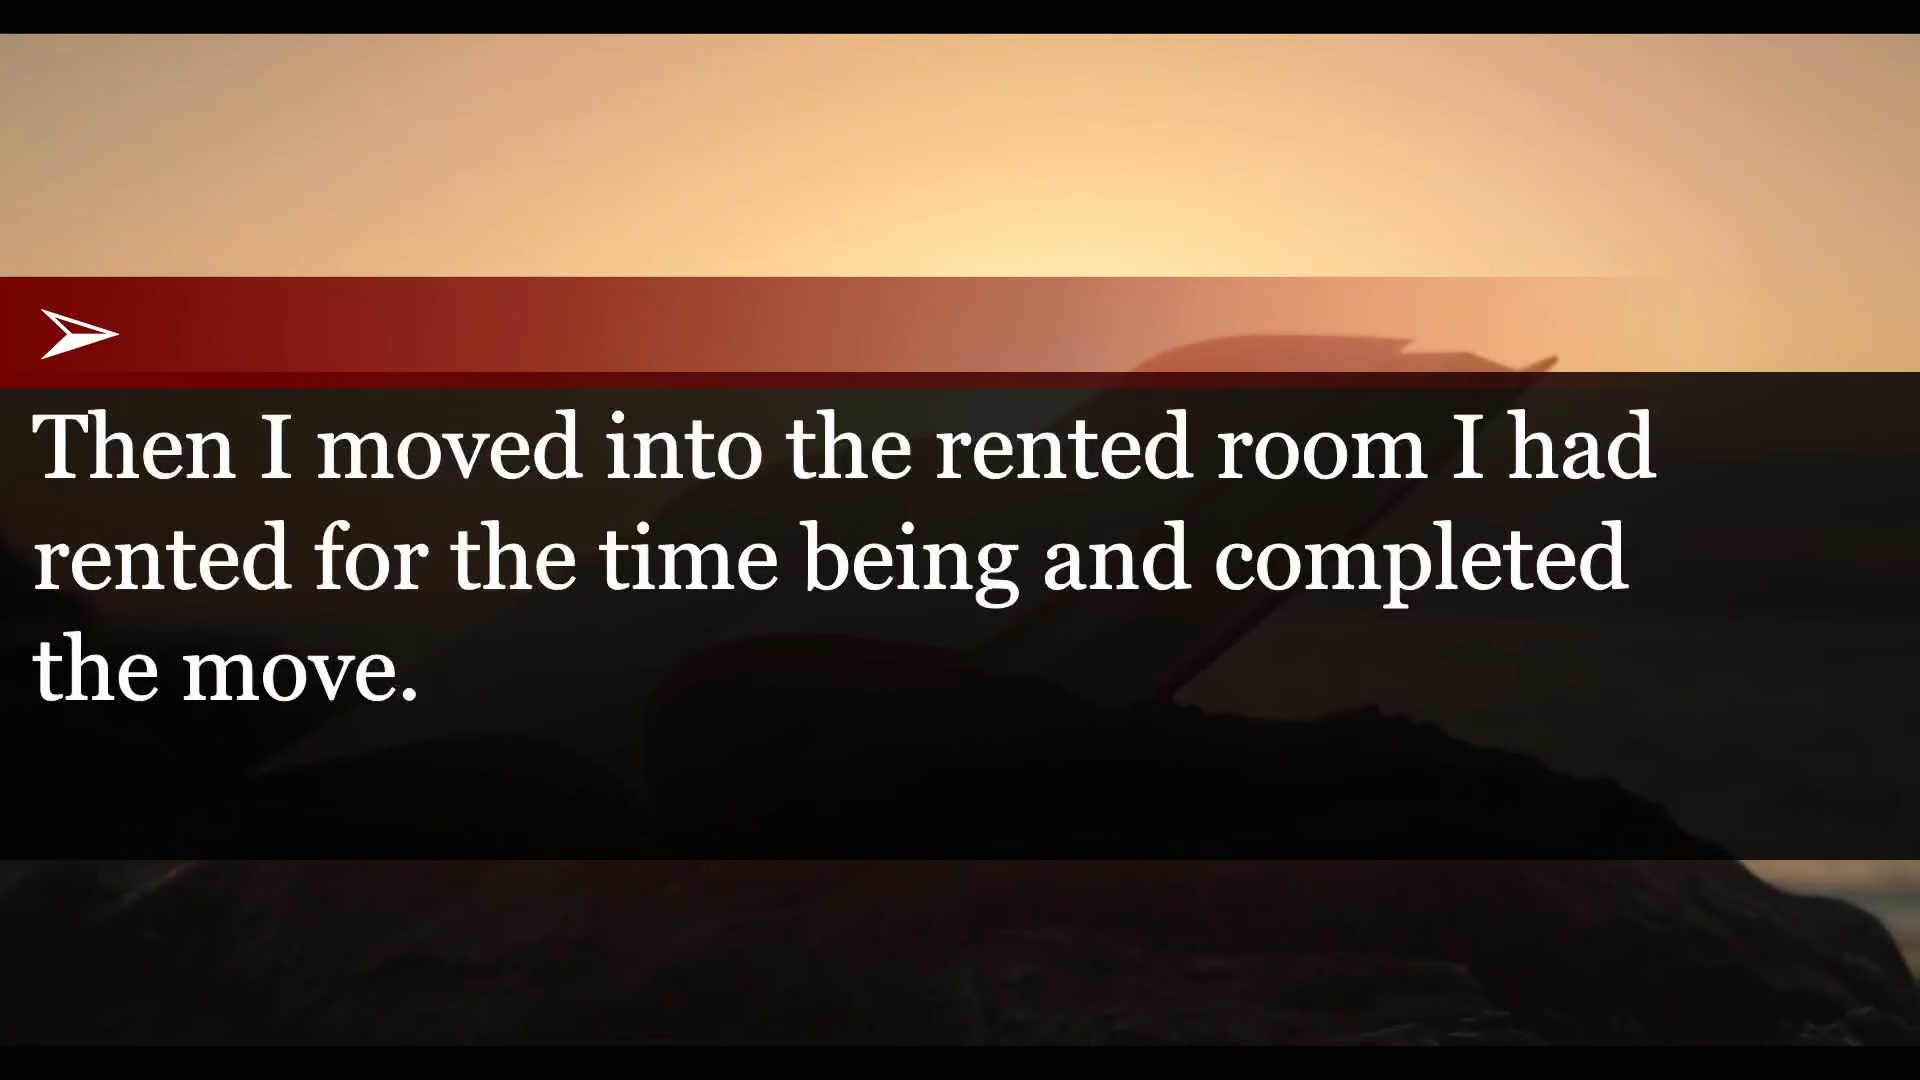 Then I moved into the rented room I had
rented for the time being and completed
the move.